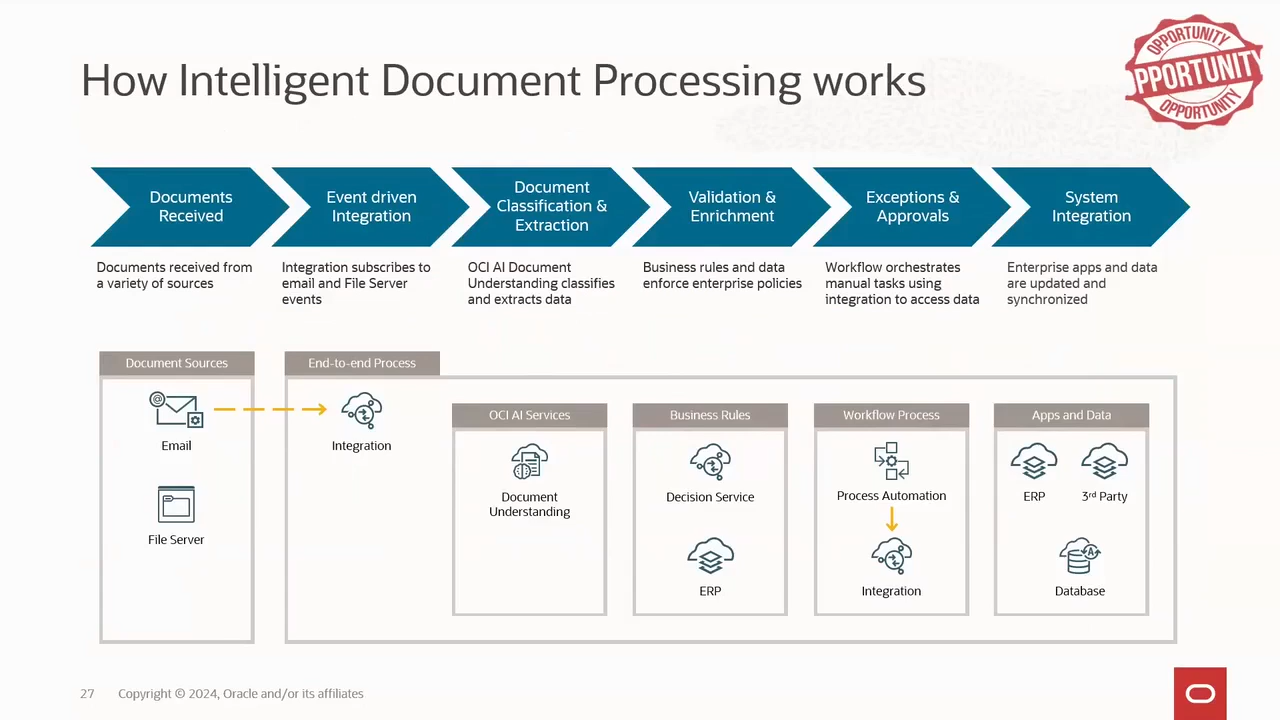 How Intelligent Document Processing works
OPPORTUNITY
PPORTUNITY
OPPORTUNITY
Documents
Received
Event driven
Integration
Document
Classification &
Extraction
Validation &
Enrichment
Exceptions &
Approvals
System
Integration
Documents received from
a variety of sources
Integration subscribes to
email and File Server
events
OCI AI Document
Understanding classifies
and extracts data
Business rules and data
enforce enterprise policies
Workflow orchestrates
manual tasks using
integration to access data
Enterprise apps and data
are updated and
synchronized
Document Sources
Email
File Server
End-to-end Process
Integration
OCI AI Services
Document
Understanding
Business Rules
Decision Service
ERP
Workflow Process
Process Automation
Integration
Apps and Data
ERP
3rd Party
Database
27
Copyright © 2024, Oracle and/or its affiliates